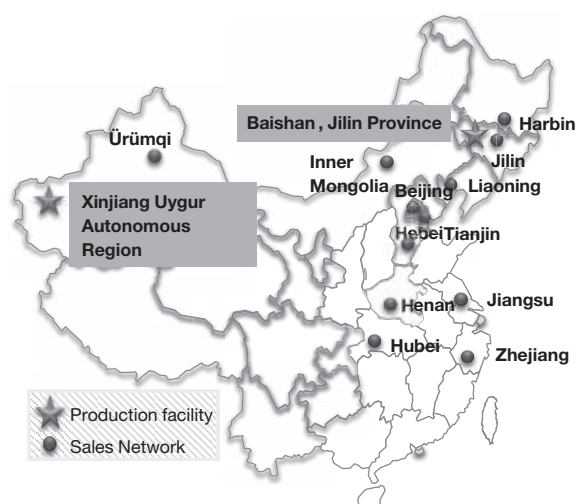 Baishan , Jilin Province
Harbin
Ürümqi
Jilin
Inner
Mongolia
Beijing
Liaoning
Xinjiang Uygur
Autonomous
Region
Hebei
Tianjin
Henan
Jiangsu
Hubei
Zhejiang
Production facility
Sales Network